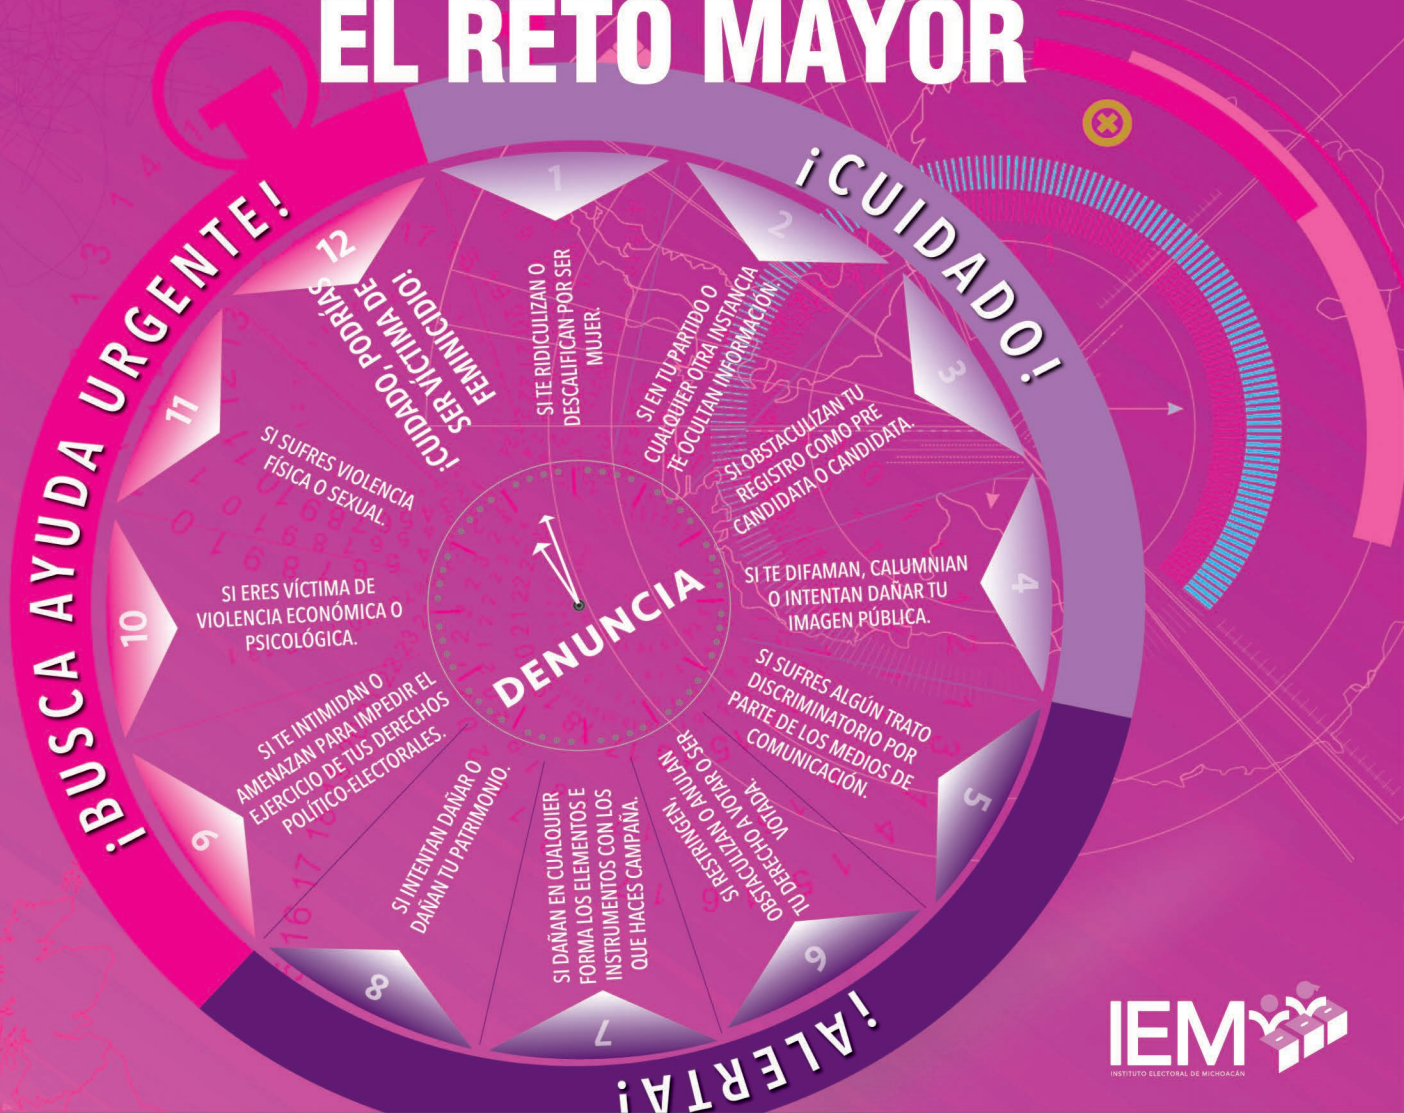 EL RETO MAYOR
¡CUIDADO!
1
SI TE RIDICULIZAN O
DESCALIFICAN POR SER
MUJER.
2
SI EN TU PARTIDO O
CUALQUIER OTRA INSTANCIA
TE OCULTAN INFORMACIÓN.
3
SI OBSTACULIZAN TU
REGISTRO COMO PRE
CANDIDATA O CANDIDATA.
4
SI TE DIFAMAN, CALUMNIAN
O INTENTAN DAÑAR TU
IMAGEN PÚBLICA.
¡ALERTA!
5
SI SUFRES ALGÚN TRATO
DISCRIMINATORIO POR
PARTE DE LOS MEDIOS DE
COMUNICACIÓN.
6
SI RESTRINGEN,
OBSTACULIZAN O ANULAN
TU DERECHO A VOTAR O SER
VOTADA.
7
SI DAÑAN EN CUALQUIER
FORMA LOS ELEMENTOS E
INSTRUMENTOS CON LOS
QUE HACES CAMPAÑA.
8
SI INTENTAN DAÑAR O
DAÑAN TU PATRIMONIO.
¡BUSCA AYUDA URGENTE!
9
SI TE INTIMIDAN O
AMENAZAN PARA IMPEDIR EL
EJERCICIO DE TUS DERECHOS
POLÍTICO-ELECTORALES.
10
SI ERES VÍCTIMA DE
VIOLENCIA ECONÓMICA O
PSICOLÓGICA.
11
SI SUFRES VIOLENCIA
FÍSICA O SEXUAL.
12
¡CUIDADO, PODRÍAS
SER VÍCTIMA DE
FEMINICIDIO!
DENUNCIA
IEM
INSTITUTO ELECTORAL DE MICHOACÁN